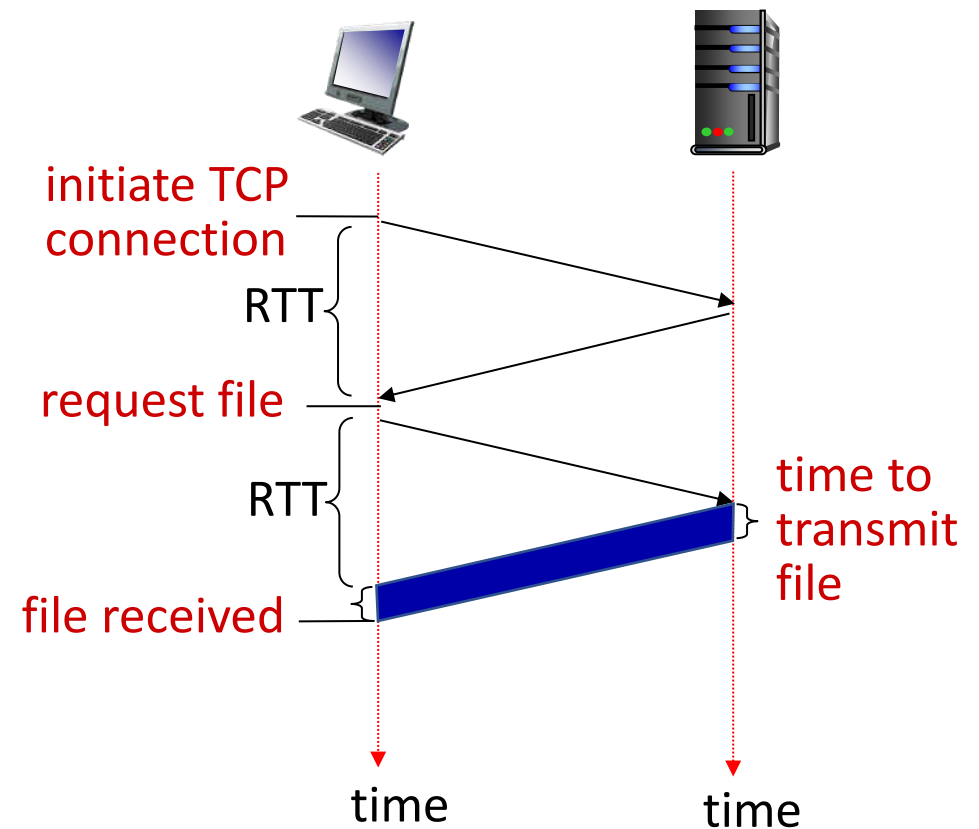 initiate TCP
connection
RTT
request file
RTT
time to
transmit
file
file received
time
time